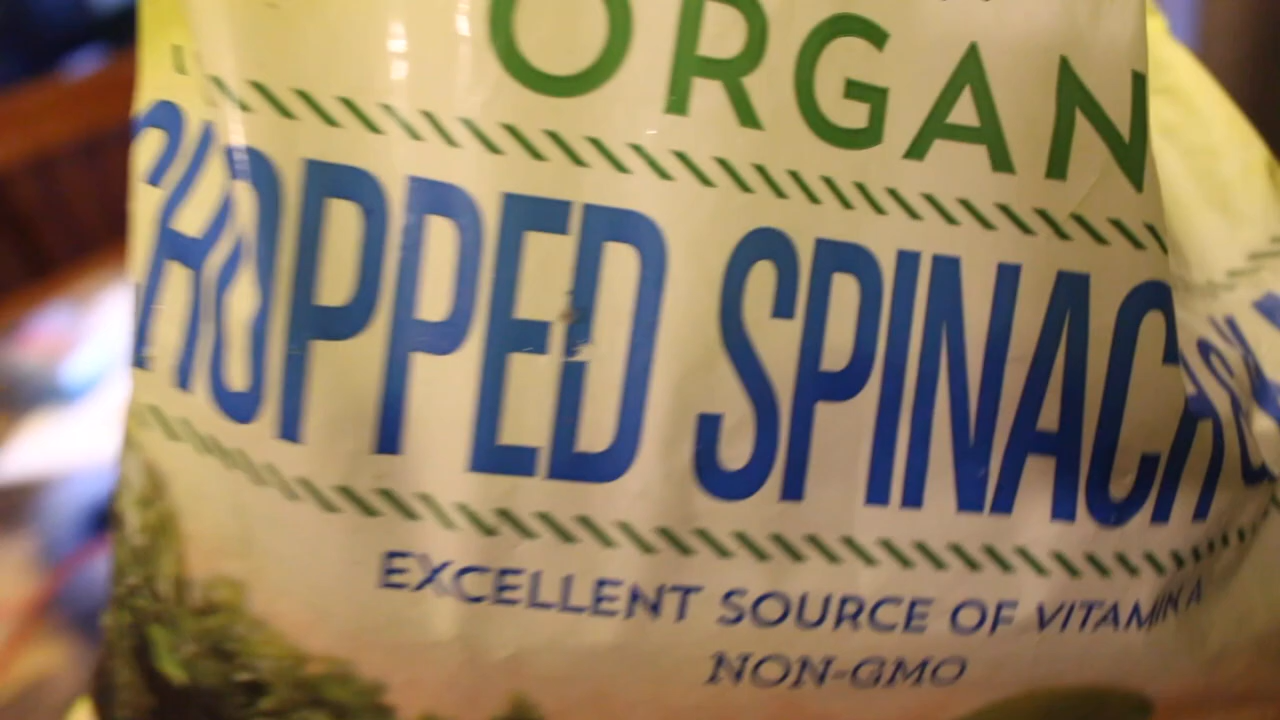 ORGAN
CHOPPED SPINACH
EXCELLENT SOURCE OF VITAMIN A
NON-GMO